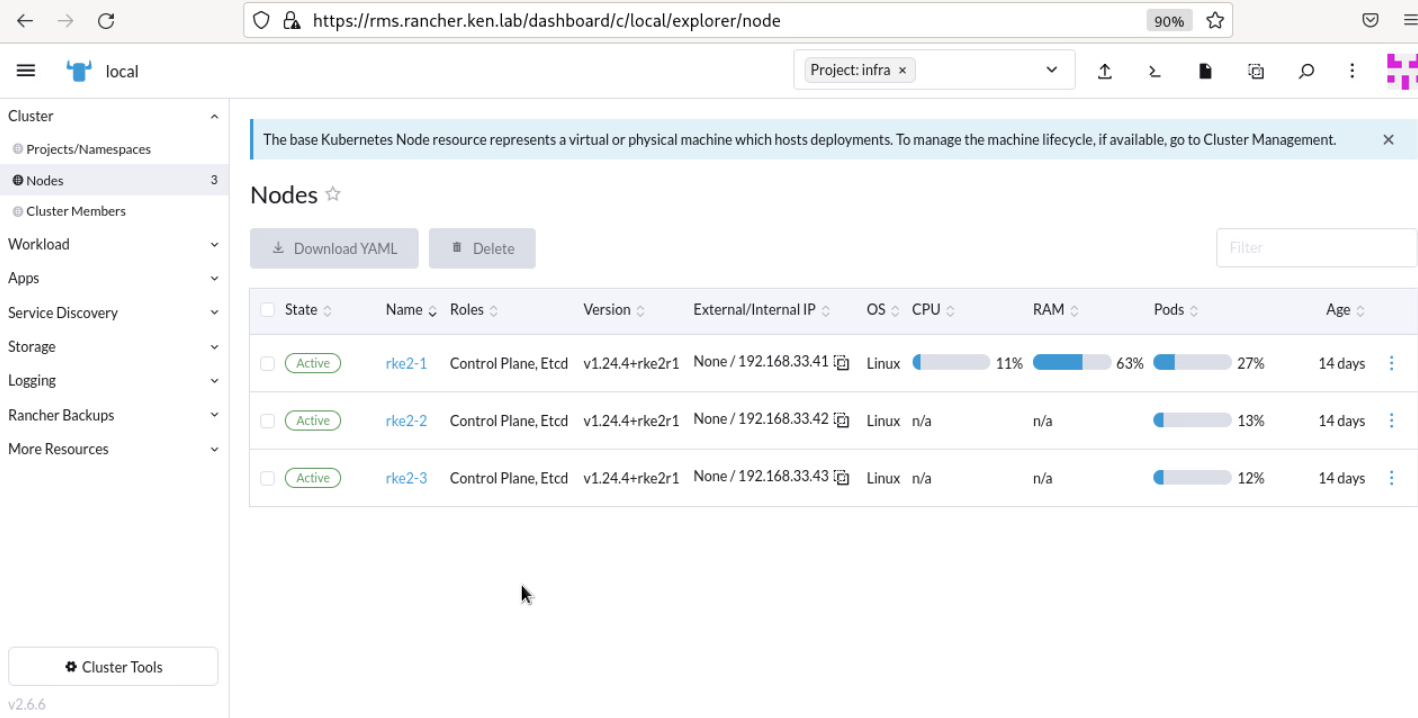 https://rms.rancher.ken.lab/dashboard/c/local/explorer/node 90%
local Project: infra ×
Cluster
Projects/Namespaces
Nodes 3
Cluster Members
Workload
Apps
Service Discovery
Storage
Logging
Rancher Backups
More Resources
Cluster Tools
v2.6.6
The base Kubernetes Node resource represents a virtual or physical machine which hosts deployments. To manage the machine lifecycle, if available, go to Cluster Management.
Nodes
Download YAML Delete Filter
State Name Roles Version External/Internal IP OS CPU RAM Pods Age
Active rke2-1 Control Plane, Etcd v1.24.4+rke2r1 None / 192.168.33.41 Linux 11% 63% 27% 14 days
Active rke2-2 Control Plane, Etcd v1.24.4+rke2r1 None / 192.168.33.42 Linux n/a n/a 13% 14 days
Active rke2-3 Control Plane, Etcd v1.24.4+rke2r1 None / 192.168.33.43 Linux n/a n/a 12% 14 days